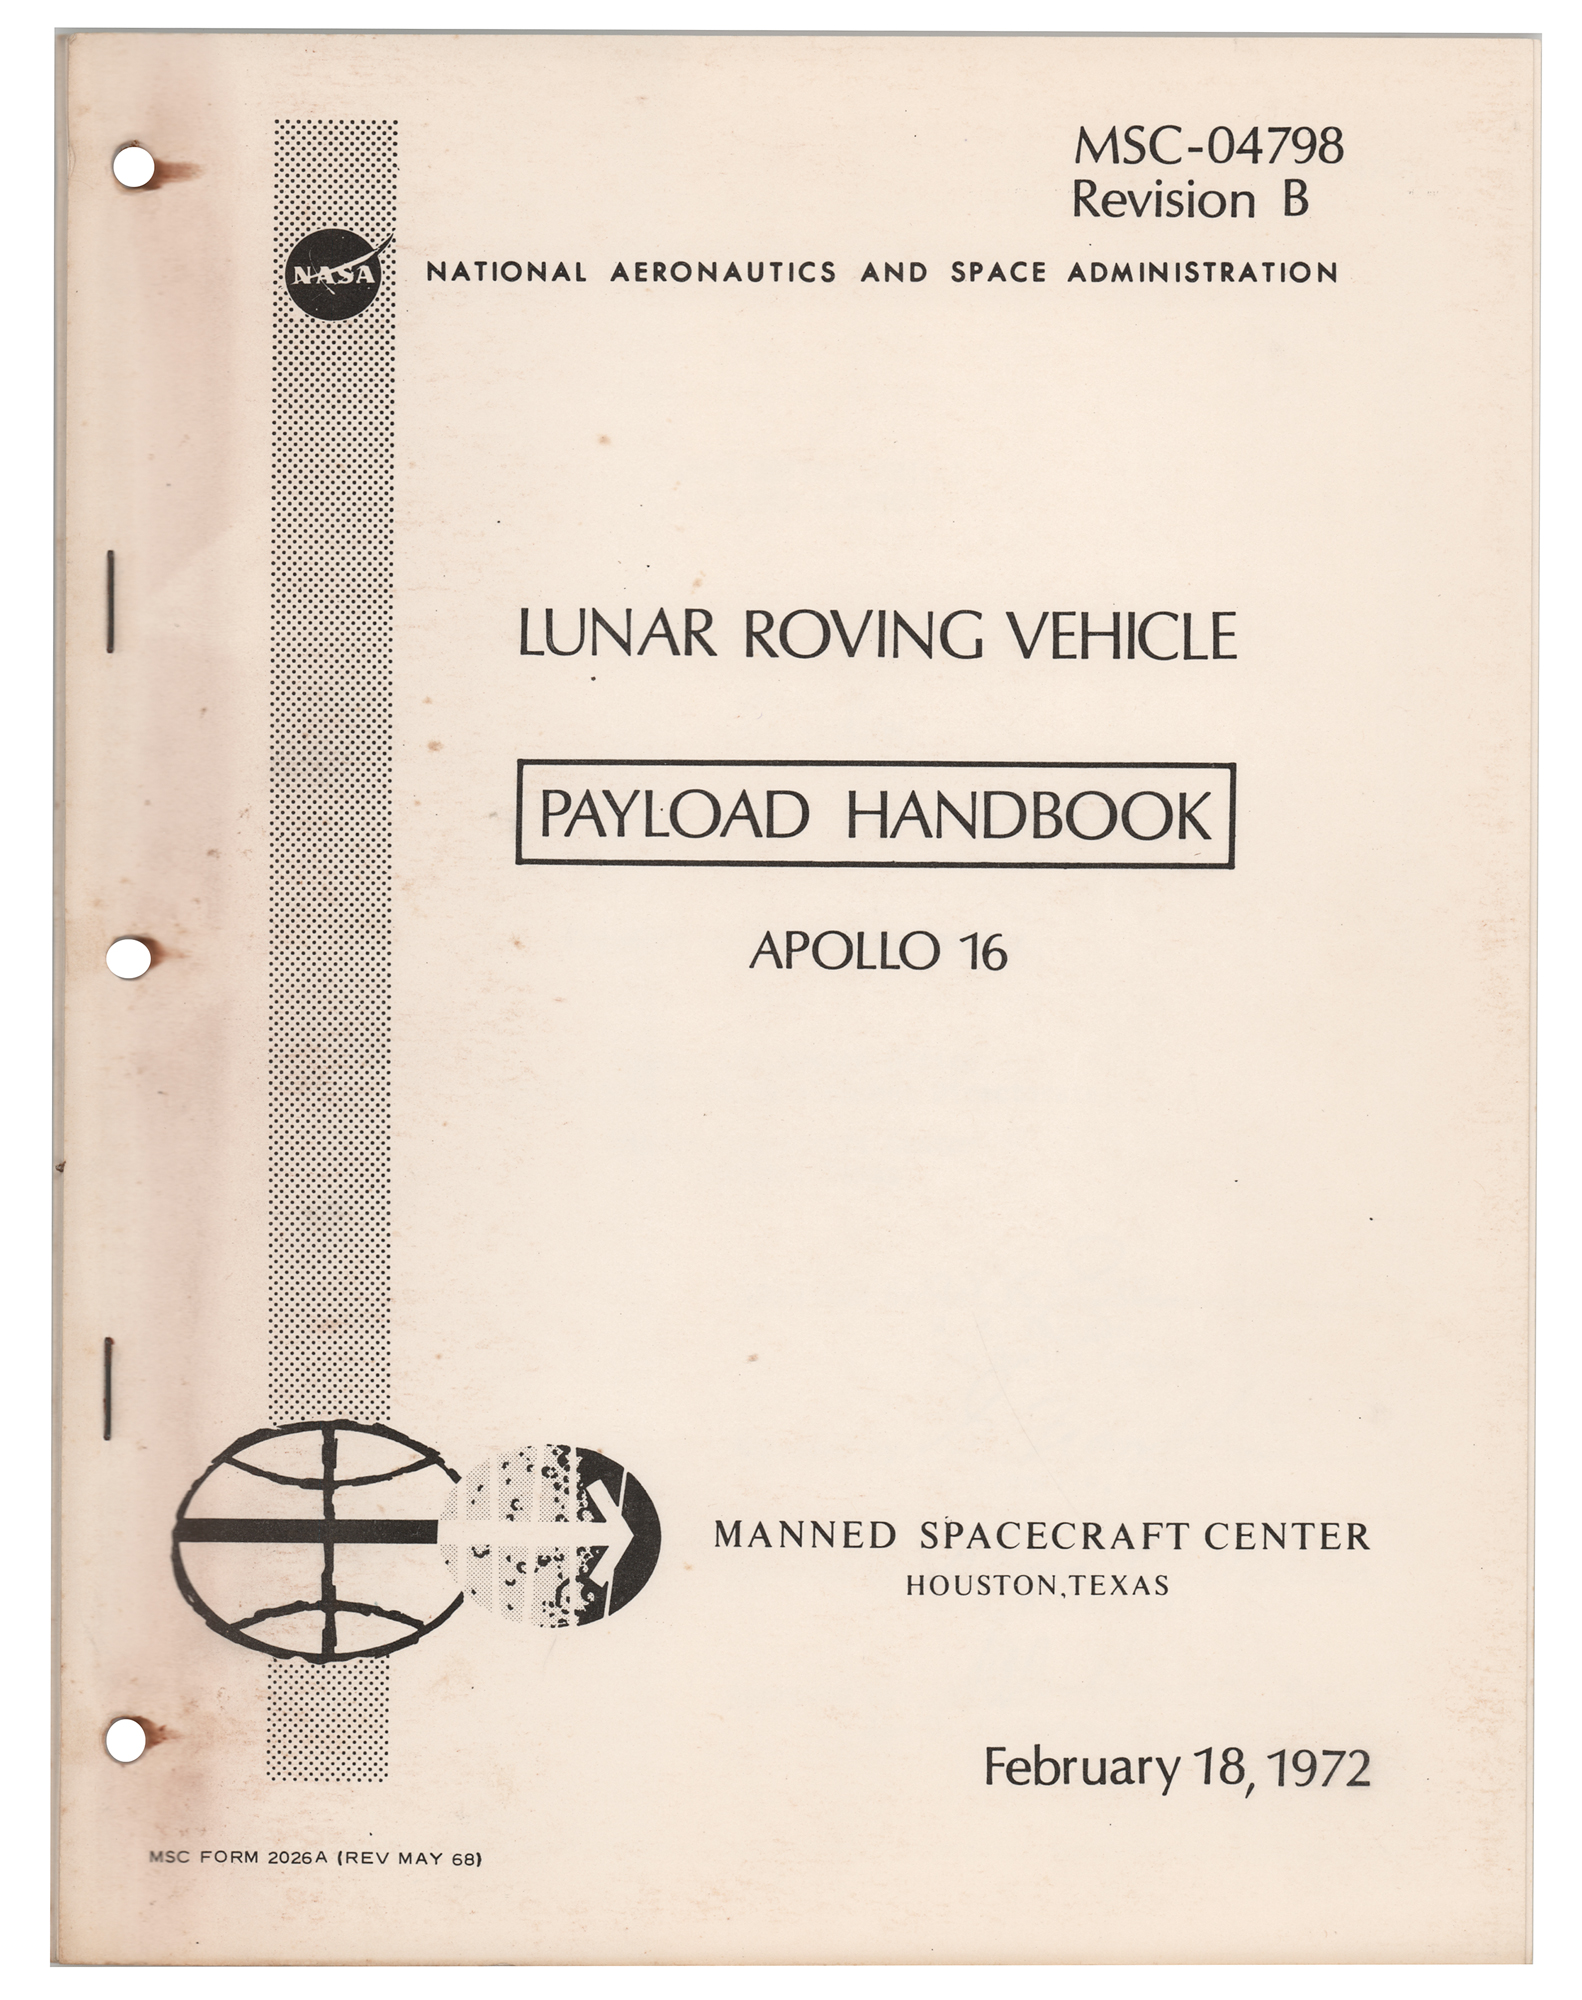 MSC-04798
Revision B
NASA
NATIONAL AERONAUTICS AND SPACE ADMINISTRATION
LUNAR ROVING VEHICLE
PAYLOAD HANDBOOK
APOLLO 16
MANNED SPACECRAFT CENTER
HOUSTON,TEXAS
February 18, 1972
MSC FORM 2026A (REV MAY 68)